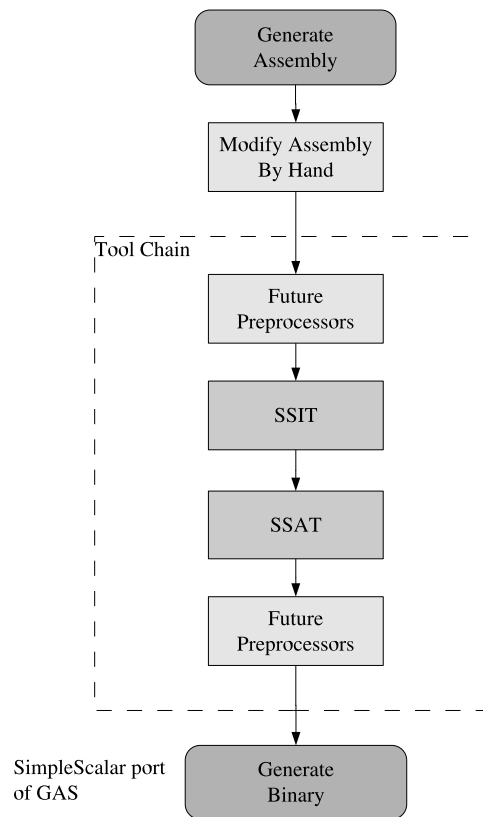 Generate
Assembly
Modify Assembly
By Hand
Tool Chain
Future
Preprocessors
SSIT
SSAT
Future
Preprocessors
SimpleScalar port
of GAS
Generate
Binary